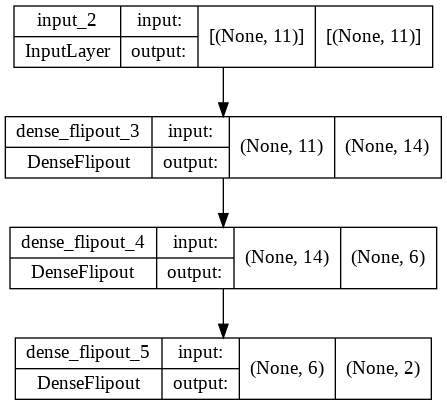 input_2 input: [(None, 11)] [(None, 11)]
InputLayer output:
dense_flipout_3 input: (None, 11) (None, 14)
DenseFlipout output:
dense_flipout_4 input: (None, 14) (None, 6)
DenseFlipout output:
dense_flipout_5 input: (None, 6) (None, 2)
DenseFlipout output: